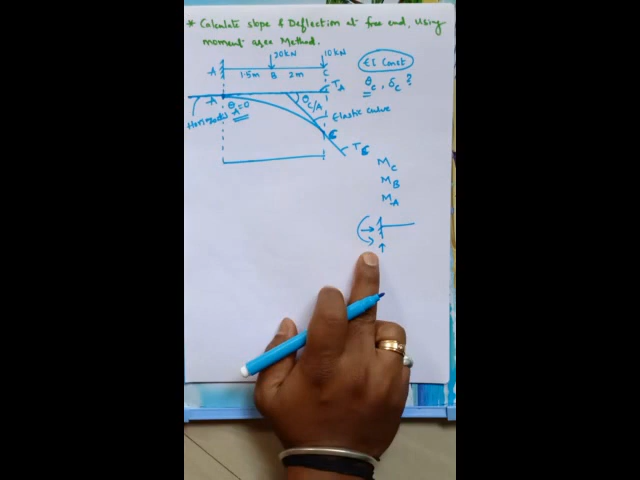 * Calculate slope & Deflection at free end, Using
moment area Method.
20kN 10kN
A 1.5m B 2m C
EI Const
θc, δc ?
TA
A θA=0 θC/A
Elastic curve
Horizontal
C
TC
MC
MB
MA